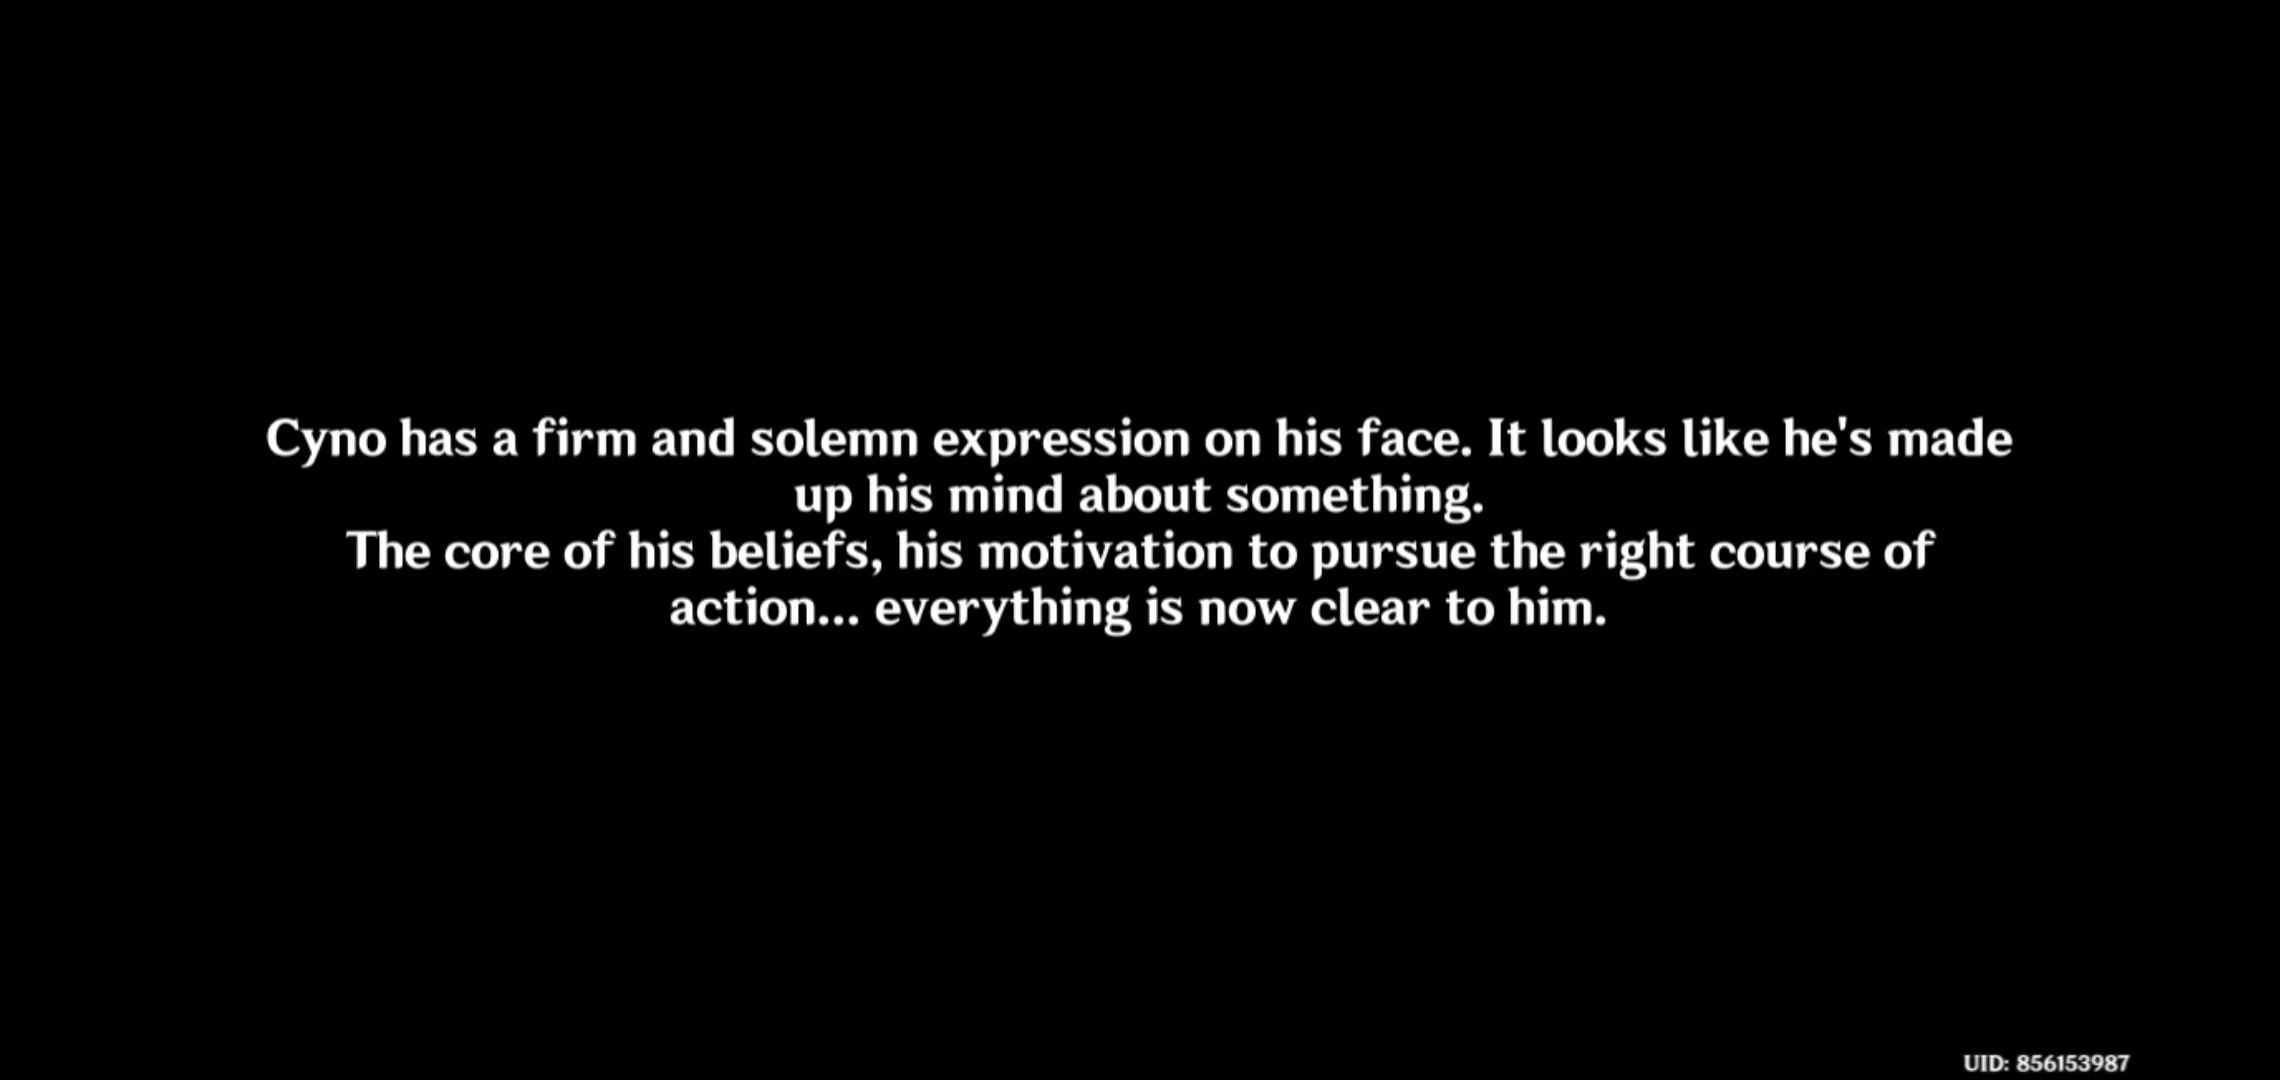 Cyno has a firm and solemn expression on his face. It looks like he's made
up his mind about something.
The core of his beliefs, his motivation to pursue the right course of
action... everything is now clear to him.
UID: 856153987